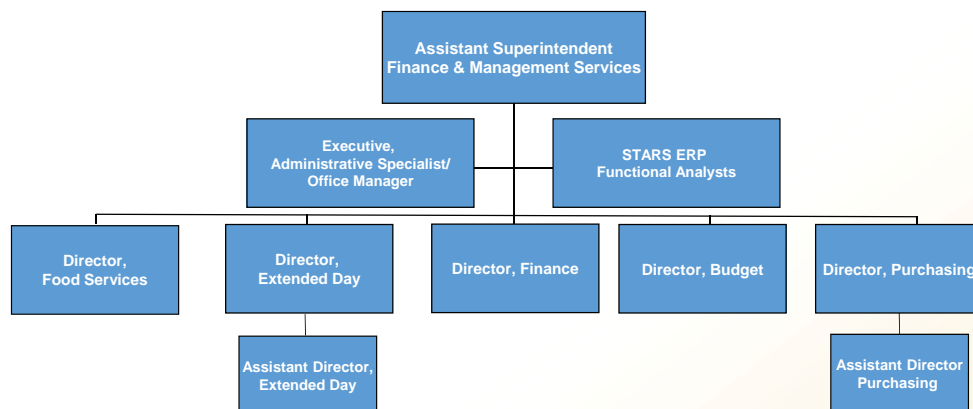 Assistant Superintendent
Finance & Management Services
Executive,
Administrative Specialist/
Office Manager
STARS ERP
Functional Analysts
Director,
Food Services
Director,
Extended Day
Director, Finance
Director, Budget
Director, Purchasing
Assistant Director,
Extended Day
Assistant Director
Purchasing